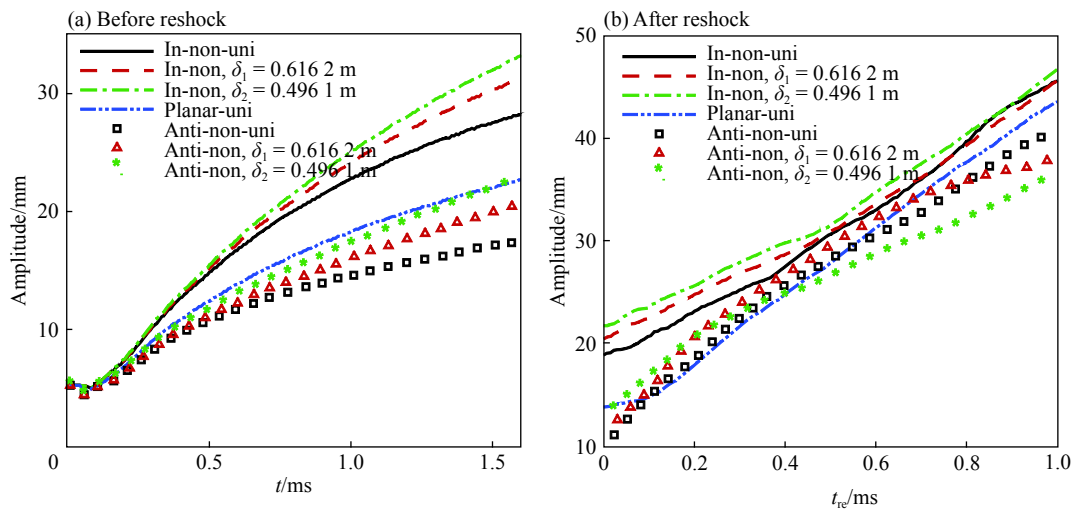 (a) Before reshock
In-non-uni
In-non, δ1 = 0.616 2 m
In-non, δ2 = 0.496 1 m
Planar-uni
Anti-non-uni
Anti-non, δ1 = 0.616 2 m
Anti-non, δ2 = 0.496 1 m
Amplitude/mm
30
20
10
0
0.5
1.0
1.5
t/ms
(b) After reshock
In-non-uni
In-non, δ1 = 0.616 2 m
In-non, δ2 = 0.496 1 m
Planar-uni
Anti-non-uni
Anti-non, δ1 = 0.616 2 m
Anti-non, δ2 = 0.496 1 m
Amplitude/mm
50
40
30
20
10
0
0.2
0.4
0.6
0.8
1.0
tre/ms